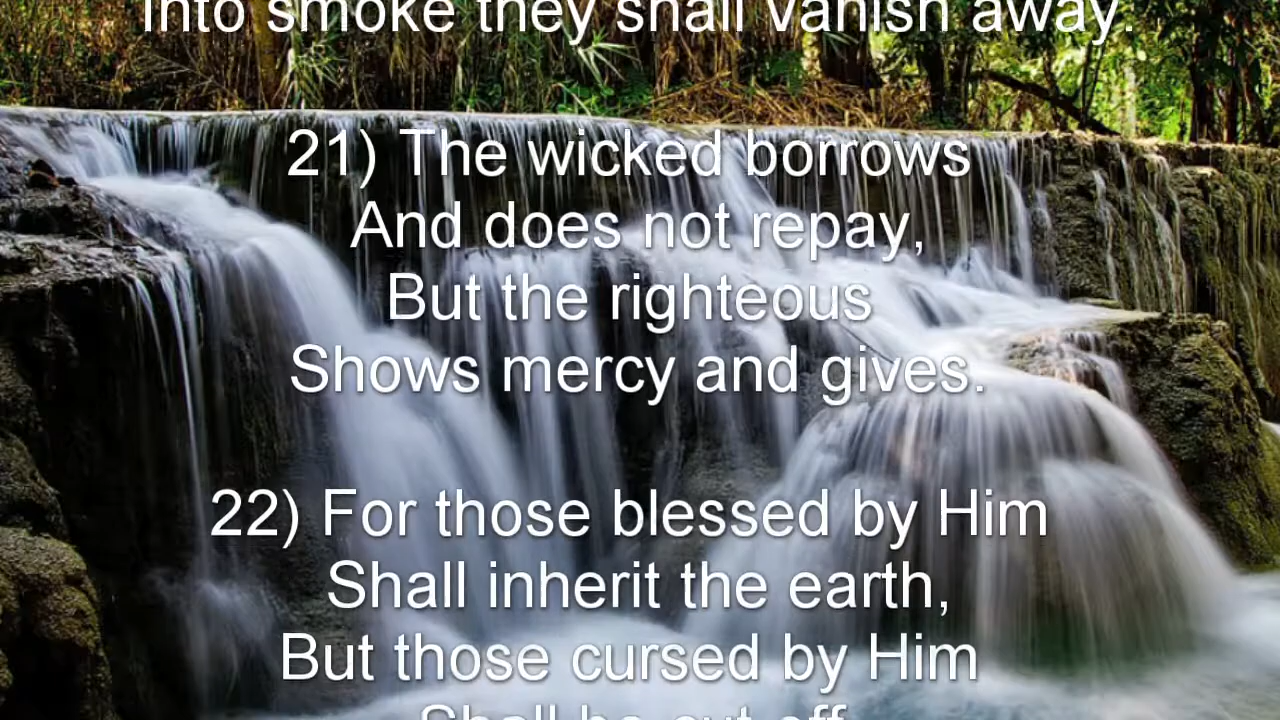 Into smoke they shall vanish away.
21) The wicked borrows
And does not repay,
But the righteous
Shows mercy and gives.
22) For those blessed by Him
Shall inherit the earth,
But those cursed by Him
Shall be cut off